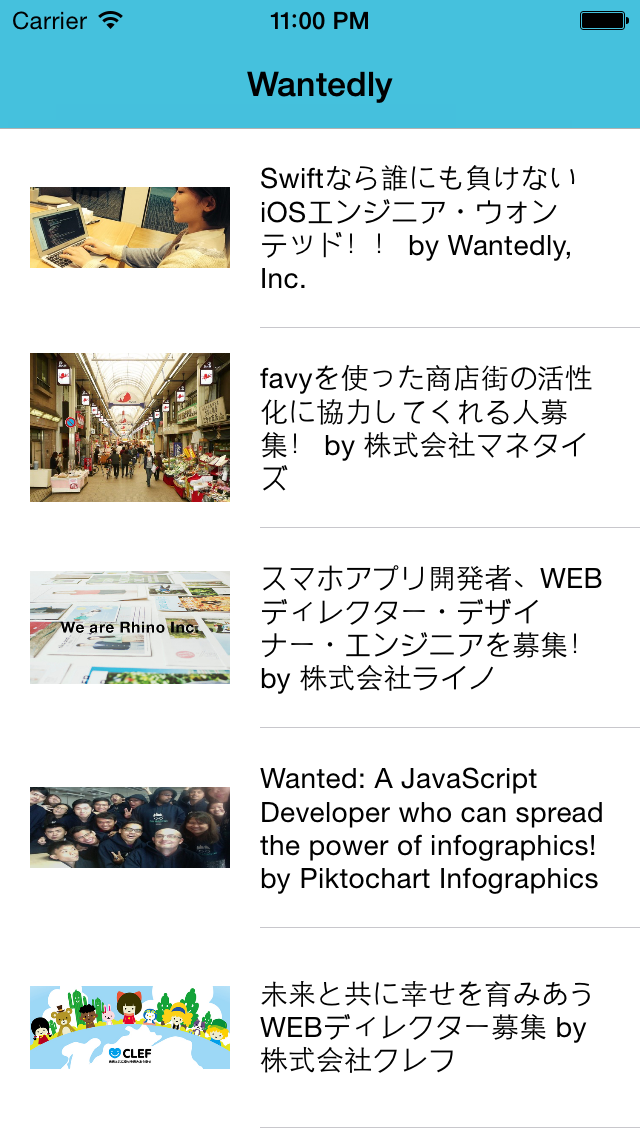 Carrier 11:00 PM
Wantedly
Swiftなら誰にも負けない
iOSエンジニア・ウォン
テッド！！ by Wantedly,
Inc.
favyを使った商店街の活性
化に協力してくれる人募
集！ by 株式会社マネタイ
ズ
We are Rhino Inc.
スマホアプリ開発者、WEB
ディレクター・デザイ
ナー・エンジニアを募集！
by 株式会社ライノ
Wanted: A JavaScript
Developer who can spread
the power of infographics!
by Piktochart Infographics
CLEF
未来と共に幸せを育みあう
WEBディレクター募集 by
株式会社クレフ